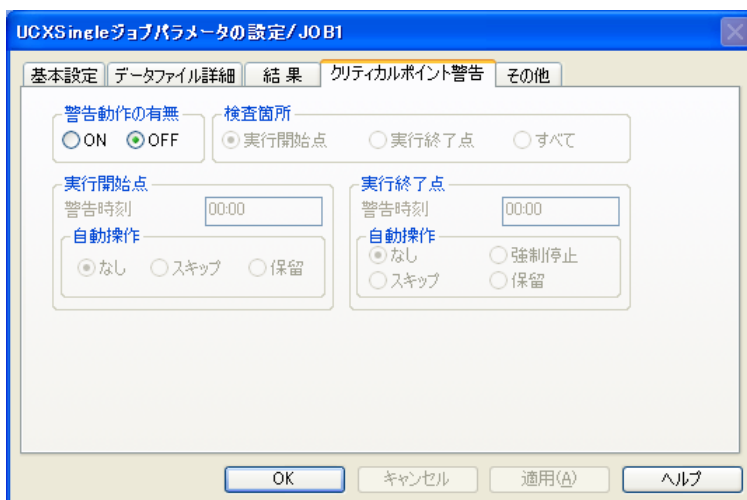 UCXSingleジョブパラメータの設定/JOB1
基本設定 データファイル詳細 結 果 クリティカルポイント警告 その他
警告動作の有無 検査箇所
ON OFF 実行開始点 実行終了点 すべて
実行開始点 実行終了点
警告時刻 00:00 警告時刻 00:00
自動操作 自動操作
なし スキップ 保留 なし 強制停止
スキップ 保留
OK キャンセル 適用(A) ヘルプ